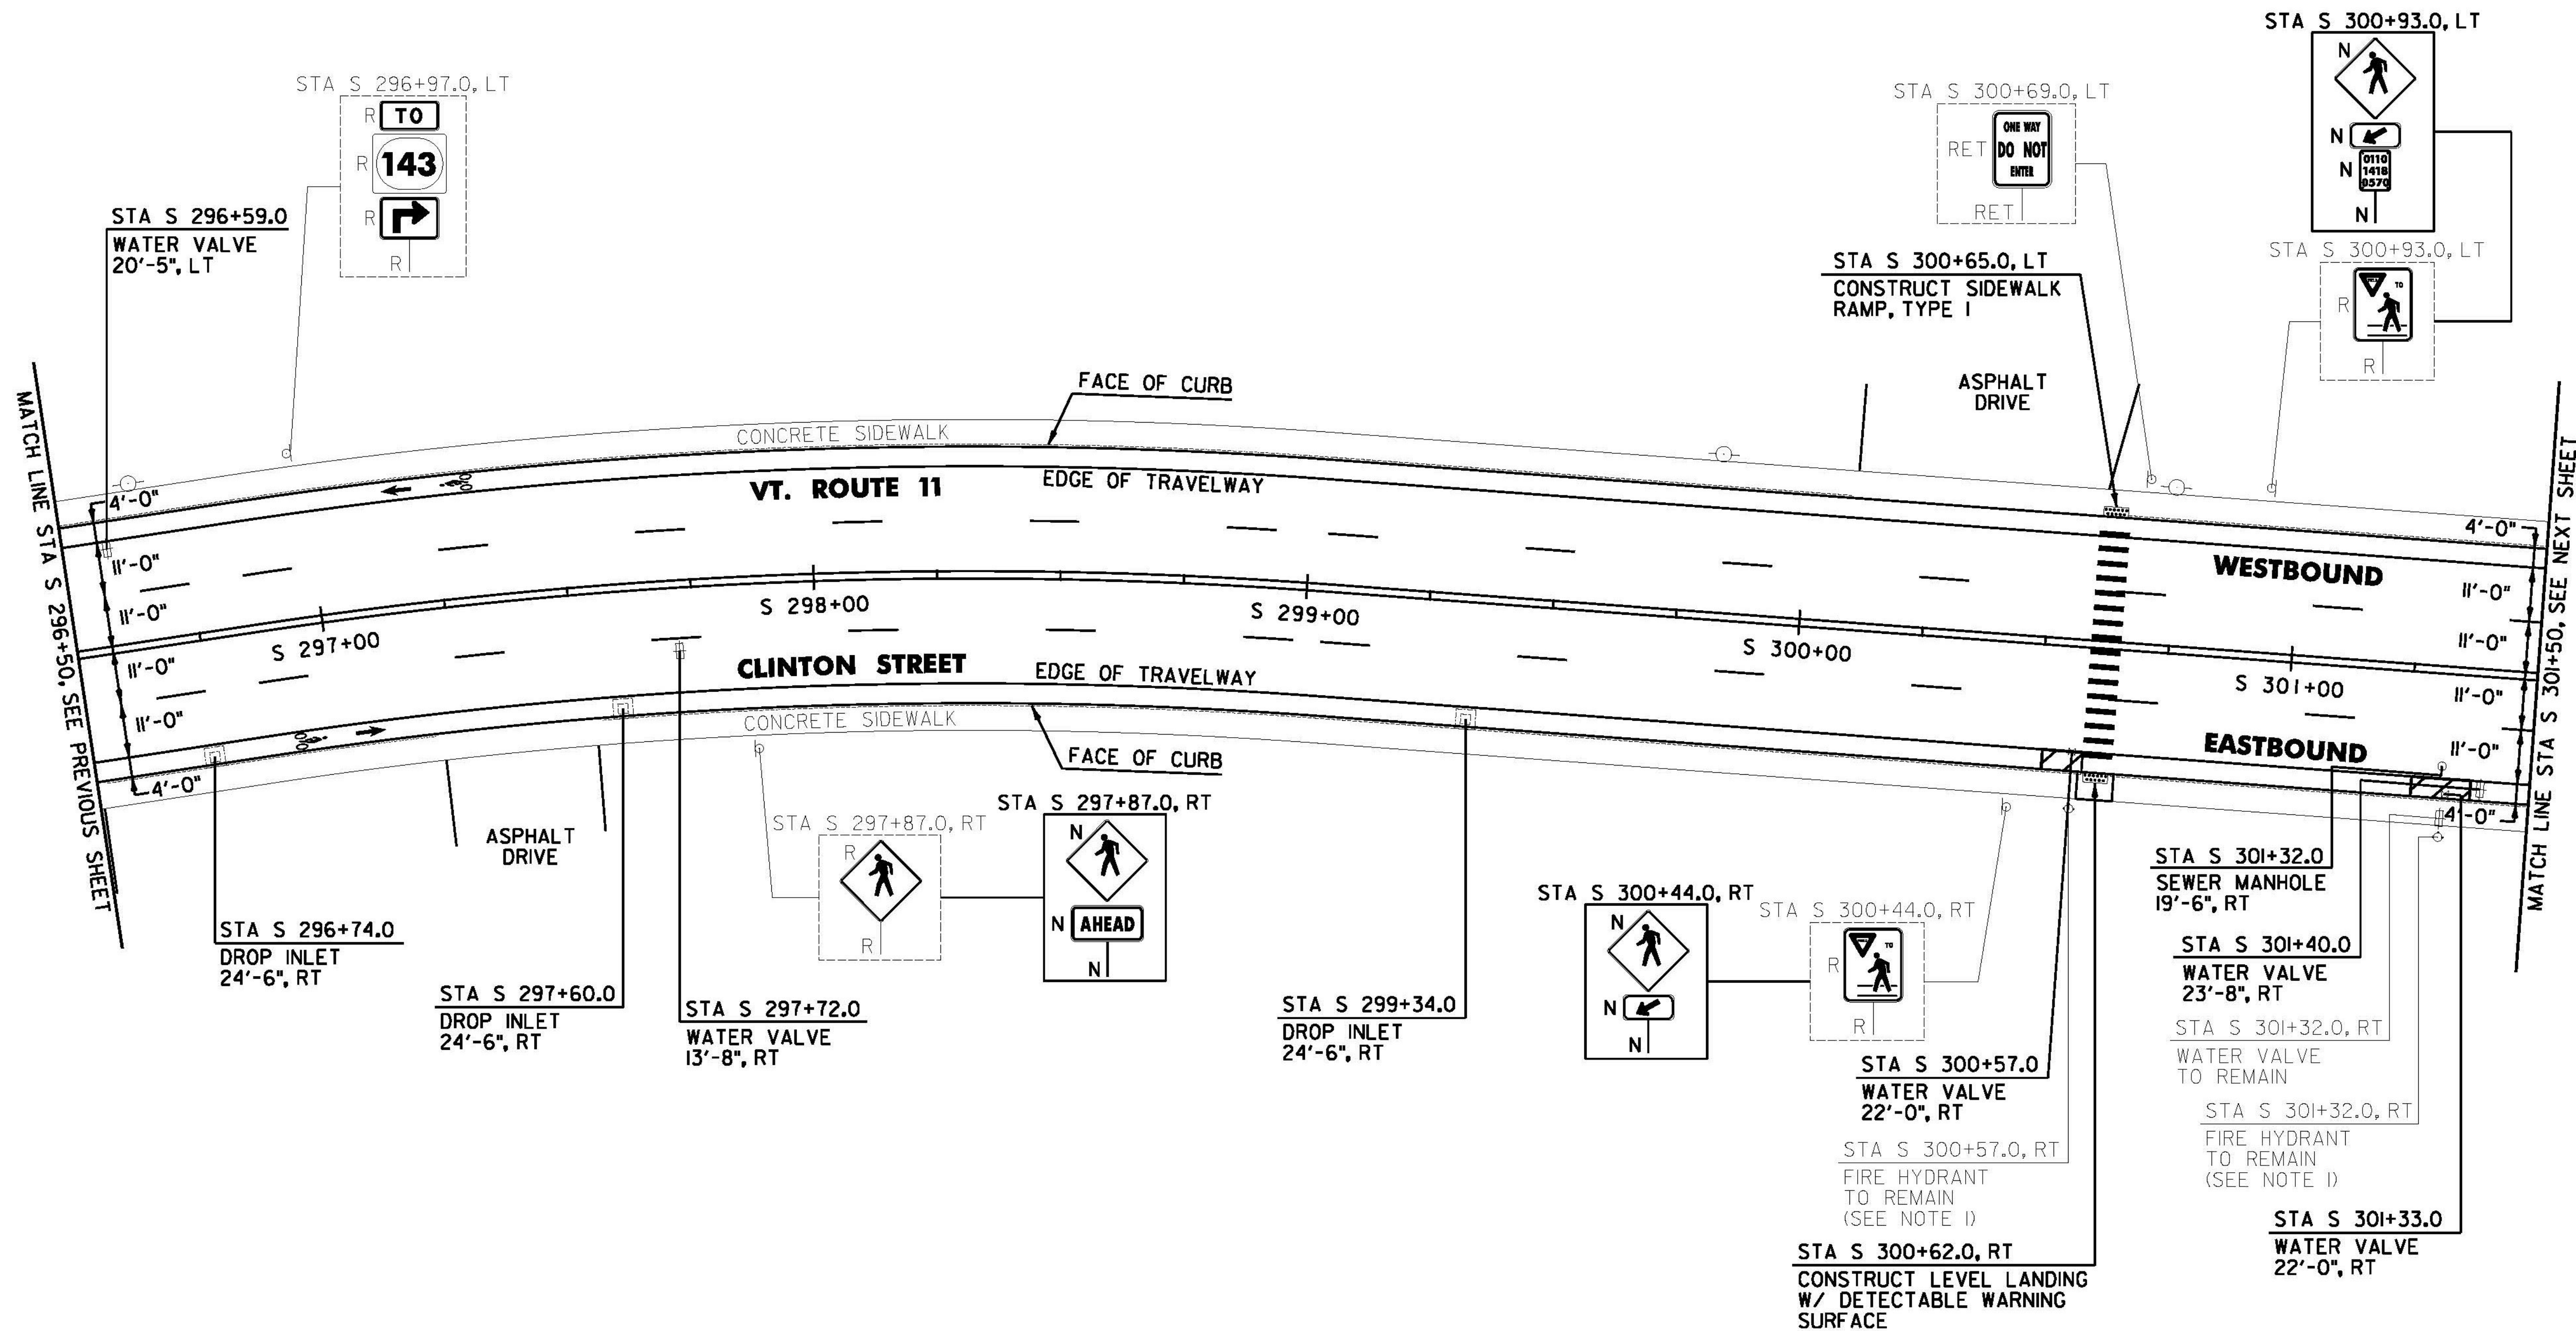 STA S 300+93.0, LT
N
N
0110
1418
9570
N
N
STA S 296+97.0, LT
R
TO
R
143
R
R
STA S 300+69.0, LT
ONE WAY
DO NOT
ENTER
RET
RET
STA S 296+59.0
WATER VALVE
20'-5", LT
STA S 300+65.0, LT
CONSTRUCT SIDEWALK
RAMP, TYPE I
STA S 300+93.0, LT
TO
R
R
MATCH LINE STA S 296+50, SEE PREVIOUS SHEET
FACE OF CURB
ASPHALT
DRIVE
CONCRETE SIDEWALK
4'-0"
VT. ROUTE 11
EDGE OF TRAVELWAY
11'-0"
11'-0"
11'-0"
11'-0"
4'-0"
S 297+00
S 298+00
S 299+00
S 300+00
S 301+00
WESTBOUND
4'-0"
11'-0"
11'-0"
11'-0"
11'-0"
4'-0"
MATCH LINE STA S 301+50, SEE NEXT SHEET
CLINTON STREET
EDGE OF TRAVELWAY
EASTBOUND
CONCRETE SIDEWALK
FACE OF CURB
ASPHALT
DRIVE
STA S 296+74.0
DROP INLET
24'-6", RT
STA S 297+60.0
DROP INLET
24'-6", RT
STA S 297+72.0
WATER VALVE
13'-8", RT
STA S 297+87.0, RT
R
R
STA S 297+87.0, RT
N
N
AHEAD
N
STA S 299+34.0
DROP INLET
24'-6", RT
STA S 300+44.0, RT
N
N
N
STA S 300+44.0, RT
TO
R
R
STA S 300+57.0
WATER VALVE
22'-0", RT
STA S 300+57.0, RT
FIRE HYDRANT
TO REMAIN
(SEE NOTE 1)
STA S 300+62.0, RT
CONSTRUCT LEVEL LANDING
W/ DETECTABLE WARNING
SURFACE
STA S 301+32.0
SEWER MANHOLE
19'-6", RT
STA S 301+40.0
WATER VALVE
23'-8", RT
STA S 301+32.0, RT
WATER VALVE
TO REMAIN
STA S 301+32.0, RT
FIRE HYDRANT
TO REMAIN
(SEE NOTE 1)
STA S 301+33.0
WATER VALVE
22'-0", RT